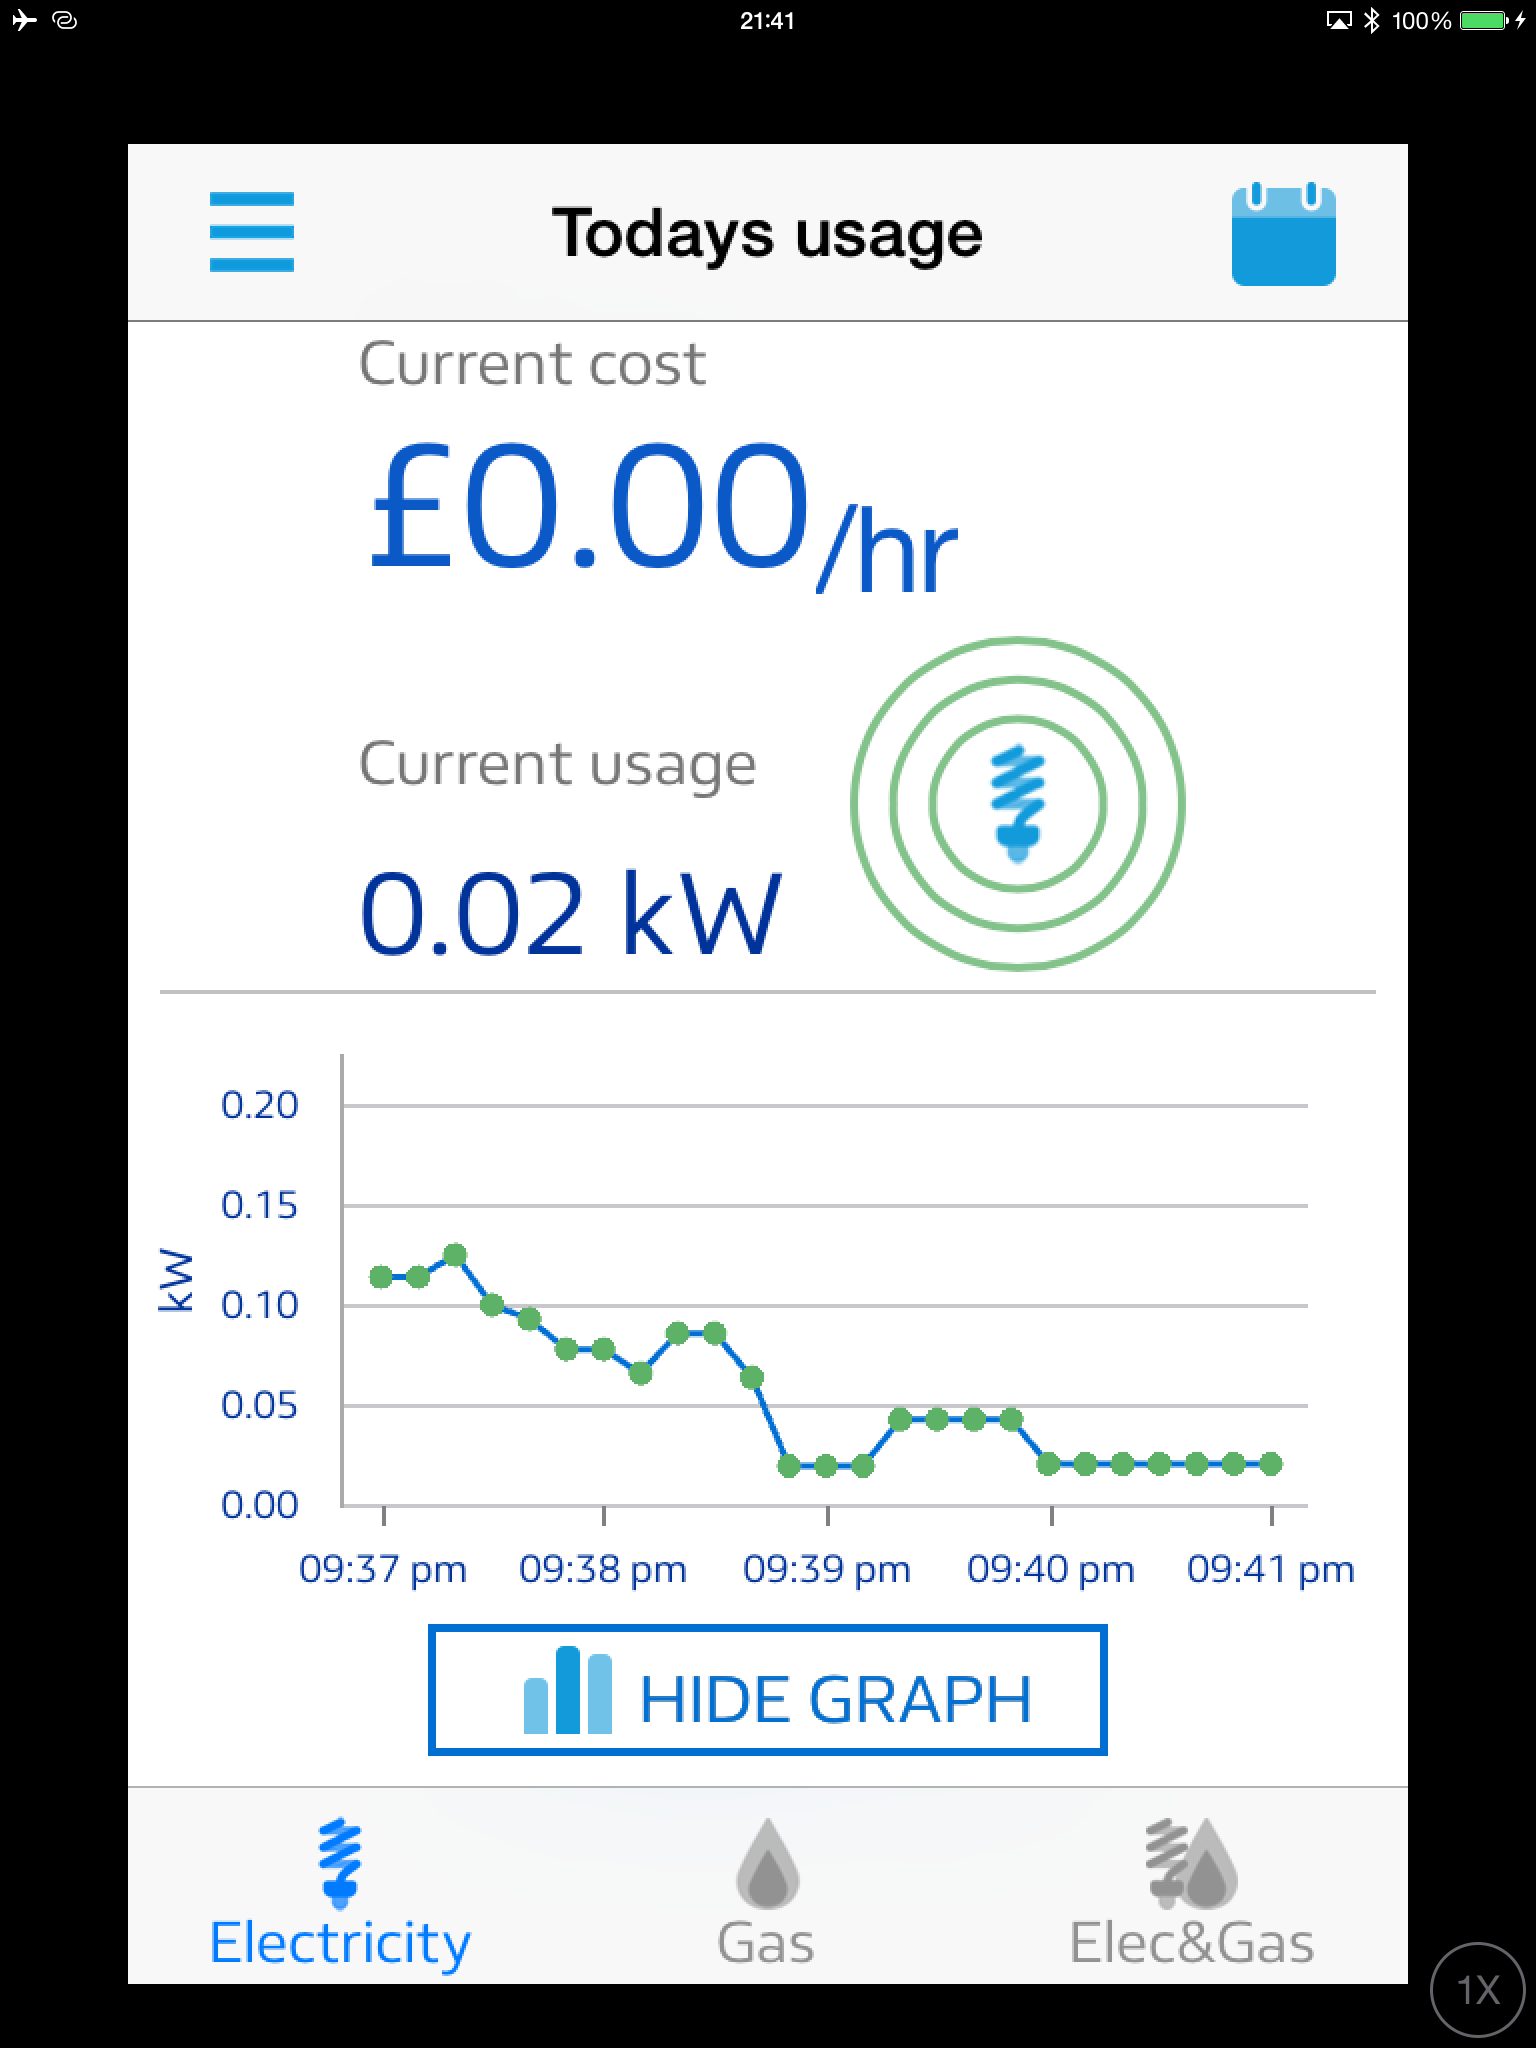 21:41
100%
Todays usage
Current cost
£0.00/hr
Current usage
0.02 kW
kW
0.20
0.15
0.10
0.05
0.00
09:37 pm 09:38 pm 09:39 pm 09:40 pm 09:41 pm
HIDE GRAPH
Electricity Gas Elec&Gas
1X